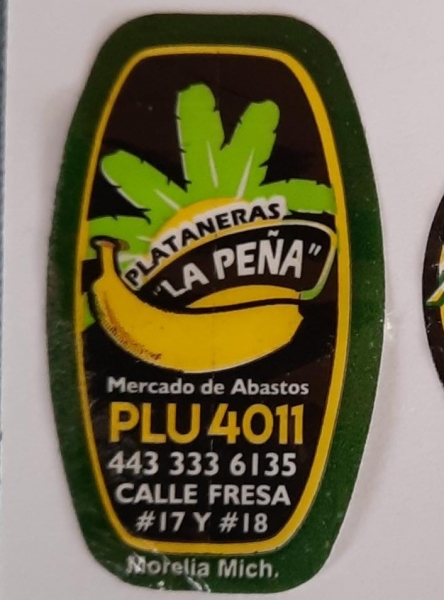 PLATANERAS
"LA PEÑA"
Mercado de Abastos
PLU 4011
443 333 6135
CALLE FRESA
#17 Y #18
Morelia Mich.